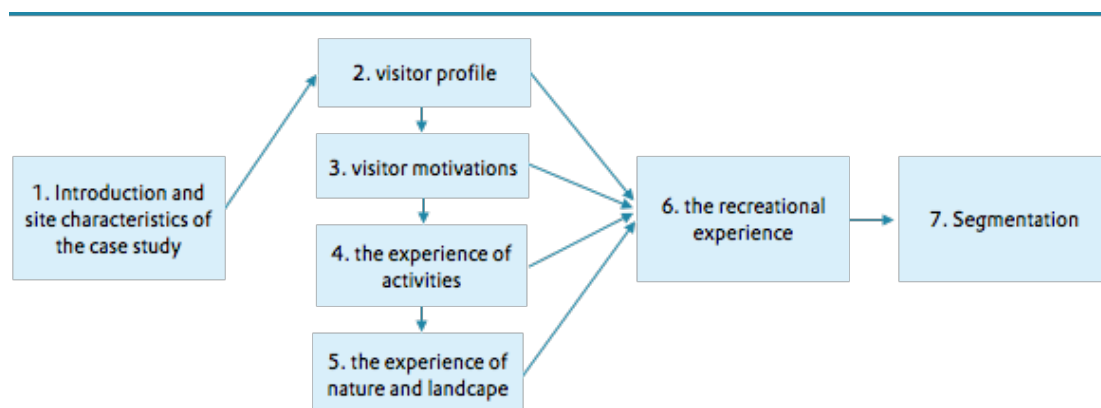 2. visitor profile
3. visitor motivations
1. Introduction and
site characteristics of
the case study
4. the experience of
activities
5. the experience of
nature and landscape
6. the recreational
experience
7. Segmentation